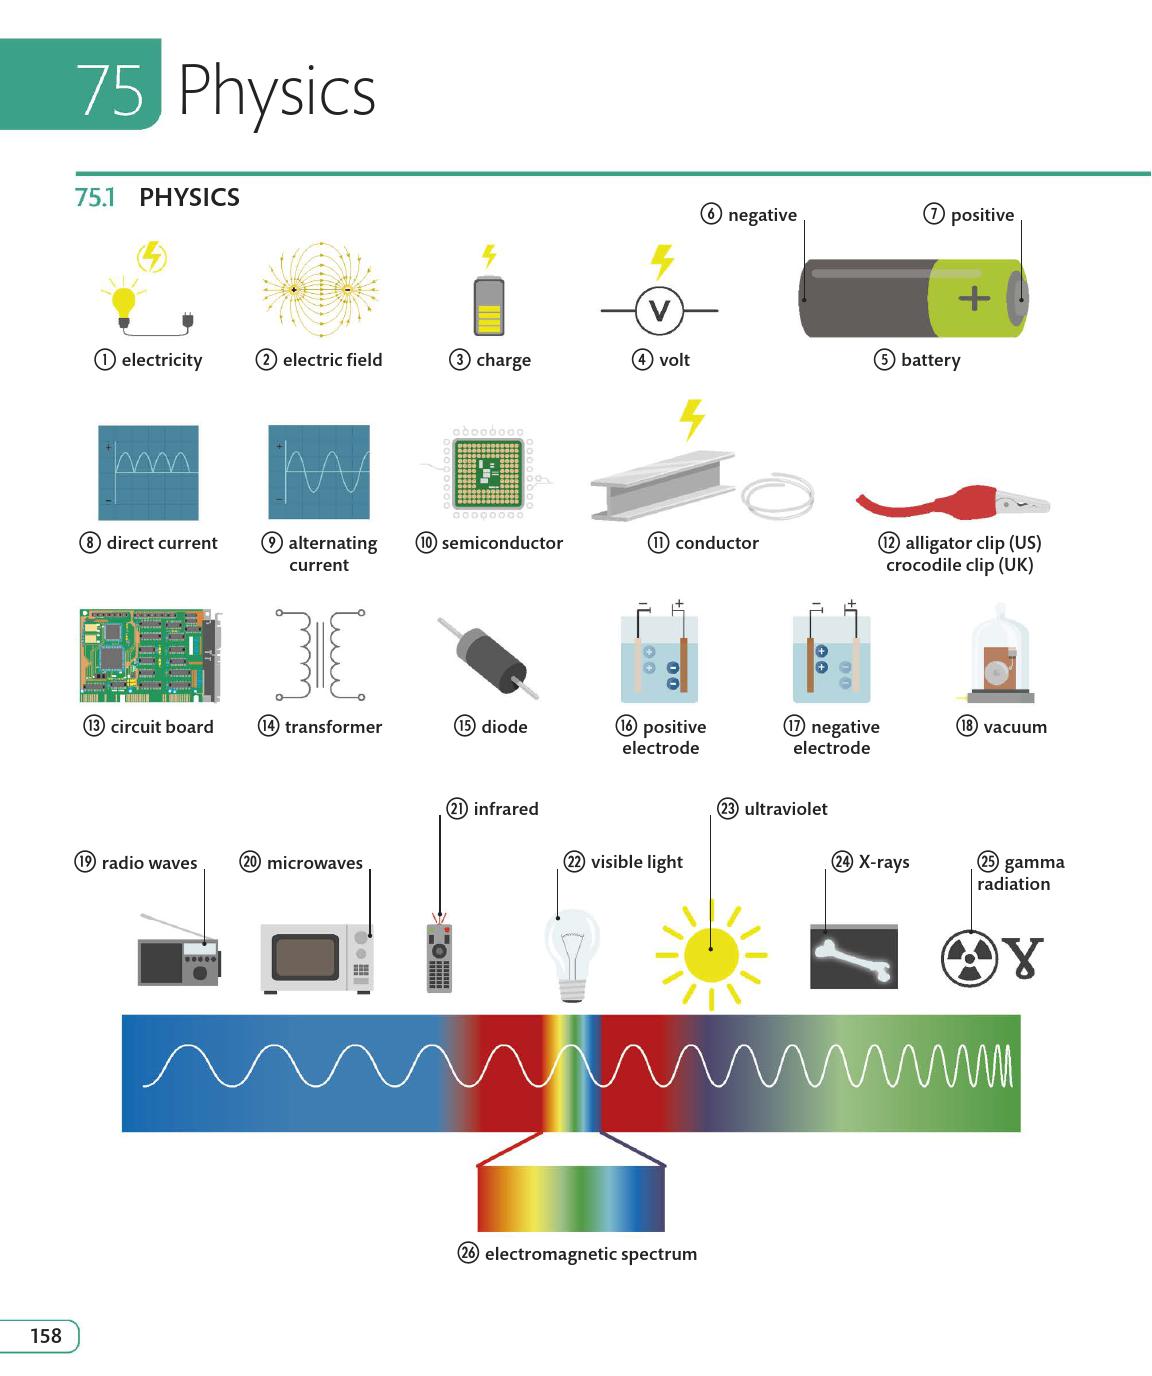 75 Physics
75.1 PHYSICS
6 negative
7 positive
+
+ -
V
1 electricity
2 electric field
3 charge
4 volt
5 battery
+
-
+
-
8 direct current
9 alternating
current
10 semiconductor
11 conductor
12 alligator clip (US)
crocodile clip (UK)
- +
- +
+
+ -
-
+
+ -
-
13 circuit board
14 transformer
15 diode
16 positive
electrode
17 negative
electrode
18 vacuum
21 infrared
23 ultraviolet
19 radio waves
20 microwaves
22 visible light
24 X-rays
25 gamma
radiation
γ
26 electromagnetic spectrum
158